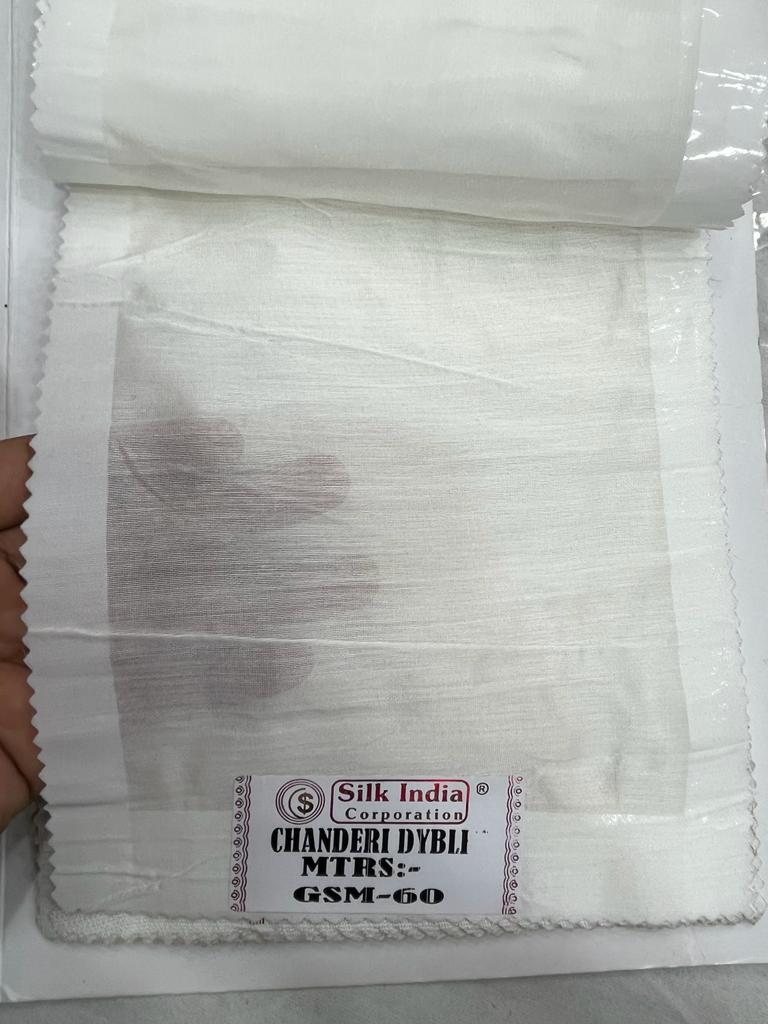 $ Silk India ®
Corporation
CHANDERI DYBLI
MTRS:-
GSM-60